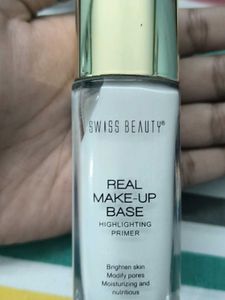 SWISS BEAUTY®
REAL
MAKE-UP
BASE
HIGHLIGHTING
PRIMER
Brighten skin
Modify pores
Moisturizing and
nutritious